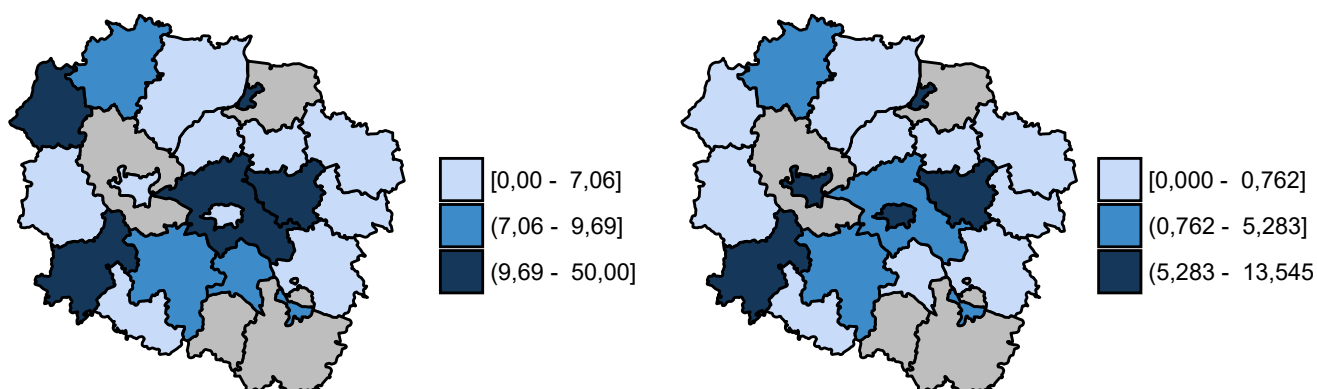 [0,00 - 7,06]
(7,06 - 9,69]
(9,69 - 50,00]
[0,000 - 0,762]
(0,762 - 5,283]
(5,283 - 13,545